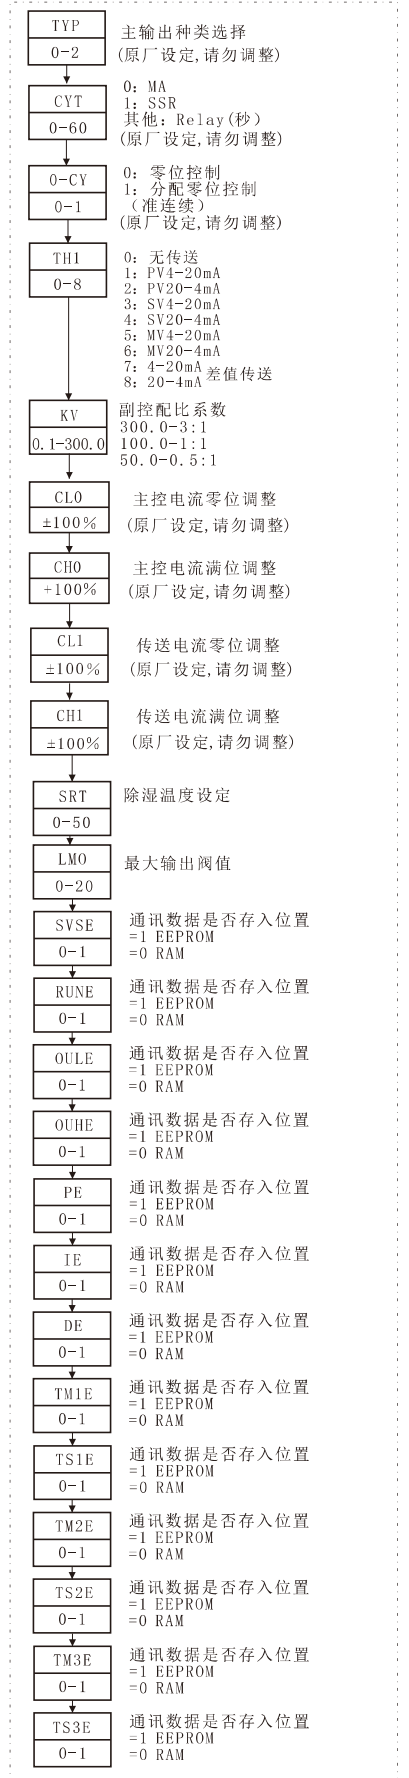 TYP
0-2
主输出种类选择
(原厂设定,请勿调整)
CYT
0-60
0: MA
1: SSR
其他: Relay(秒)
(原厂设定,请勿调整)
0-CY
0-1
0: 零位控制
1: 分配零位控制
(准连续)
(原厂设定,请勿调整)
TH1
0-8
0: 无传送
1: PV4-20mA
2: PV20-4mA
3: SV4-20mA
4: SV20-4mA
5: MV4-20mA
6: MV20-4mA
7: 4-20mA
8: 20-4mA
差值传送
KV
0.1-300.0
副控配比系数
300.0-3:1
100.0-1:1
50.0-0.5:1
CL0
±100%
主控电流零位调整
(原厂设定,请勿调整)
CH0
+100%
主控电流满位调整
(原厂设定,请勿调整)
CL1
±100%
传送电流零位调整
(原厂设定,请勿调整)
CH1
±100%
传送电流满位调整
(原厂设定,请勿调整)
SRT
0-50
除湿温度设定
LMO
0-20
最大输出阀值
SVSE
0-1
通讯数据是否存入位置
=1 EEPROM
=0 RAM
RUNE
0-1
通讯数据是否存入位置
=1 EEPROM
=0 RAM
OULE
0-1
通讯数据是否存入位置
=1 EEPROM
=0 RAM
OUHE
0-1
通讯数据是否存入位置
=1 EEPROM
=0 RAM
PE
0-1
通讯数据是否存入位置
=1 EEPROM
=0 RAM
IE
0-1
通讯数据是否存入位置
=1 EEPROM
=0 RAM
DE
0-1
通讯数据是否存入位置
=1 EEPROM
=0 RAM
TM1E
0-1
通讯数据是否存入位置
=1 EEPROM
=0 RAM
TS1E
0-1
通讯数据是否存入位置
=1 EEPROM
=0 RAM
TM2E
0-1
通讯数据是否存入位置
=1 EEPROM
=0 RAM
TS2E
0-1
通讯数据是否存入位置
=1 EEPROM
=0 RAM
TM3E
0-1
通讯数据是否存入位置
=1 EEPROM
=0 RAM
TS3E
0-1
通讯数据是否存入位置
=1 EEPROM
=0 RAM